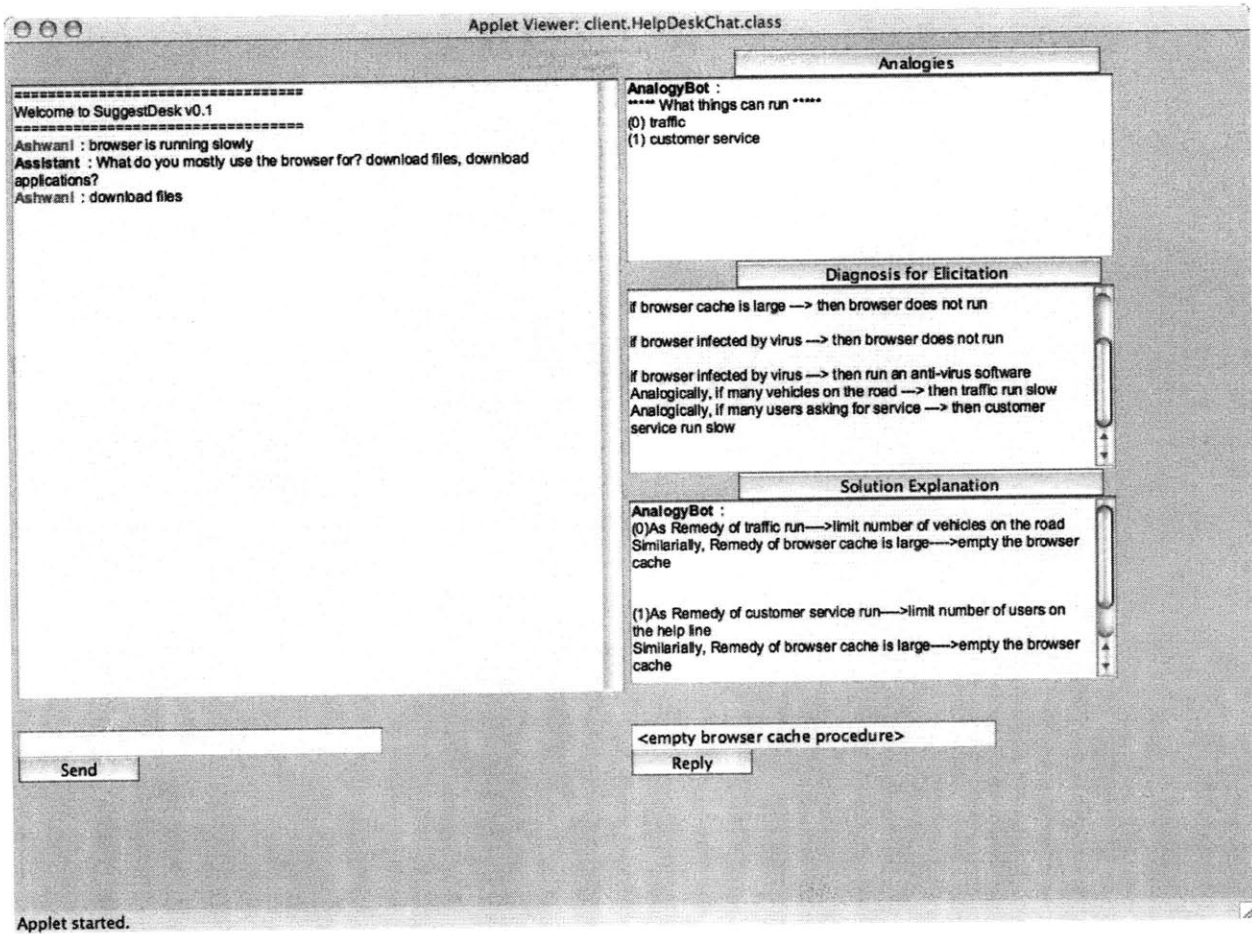 Applet Viewer: client.HelpDeskChat.class
==================================
Welcome to SuggestDesk v0.1
==================================
Ashwani : browser is running slowly
Assistant : What do you mostly use the browser for? download files, download
applications?
Ashwani : download files
Send
Analogies
AnalogyBot :
***** What things can run *****
(0) traffic
(1) customer service
Diagnosis for Elicitation
if browser cache is large ---> then browser does not run
if browser infected by virus ---> then browser does not run
if browser infected by virus ---> then run an anti-virus software
Analogically, if many vehicles on the road ---> then traffic run slow
Analogically, if many users asking for service ---> then customer
service run slow
Solution Explanation
AnalogyBot :
(0)As Remedy of traffic run---->limit number of vehicles on the road
Similarially, Remedy of browser cache is large---->empty the browser
cache
(1)As Remedy of customer service run---->limit number of users on
the help line
Similarially, Remedy of browser cache is large---->empty the browser
cache
<empty browser cache procedure>
Reply
Applet started.